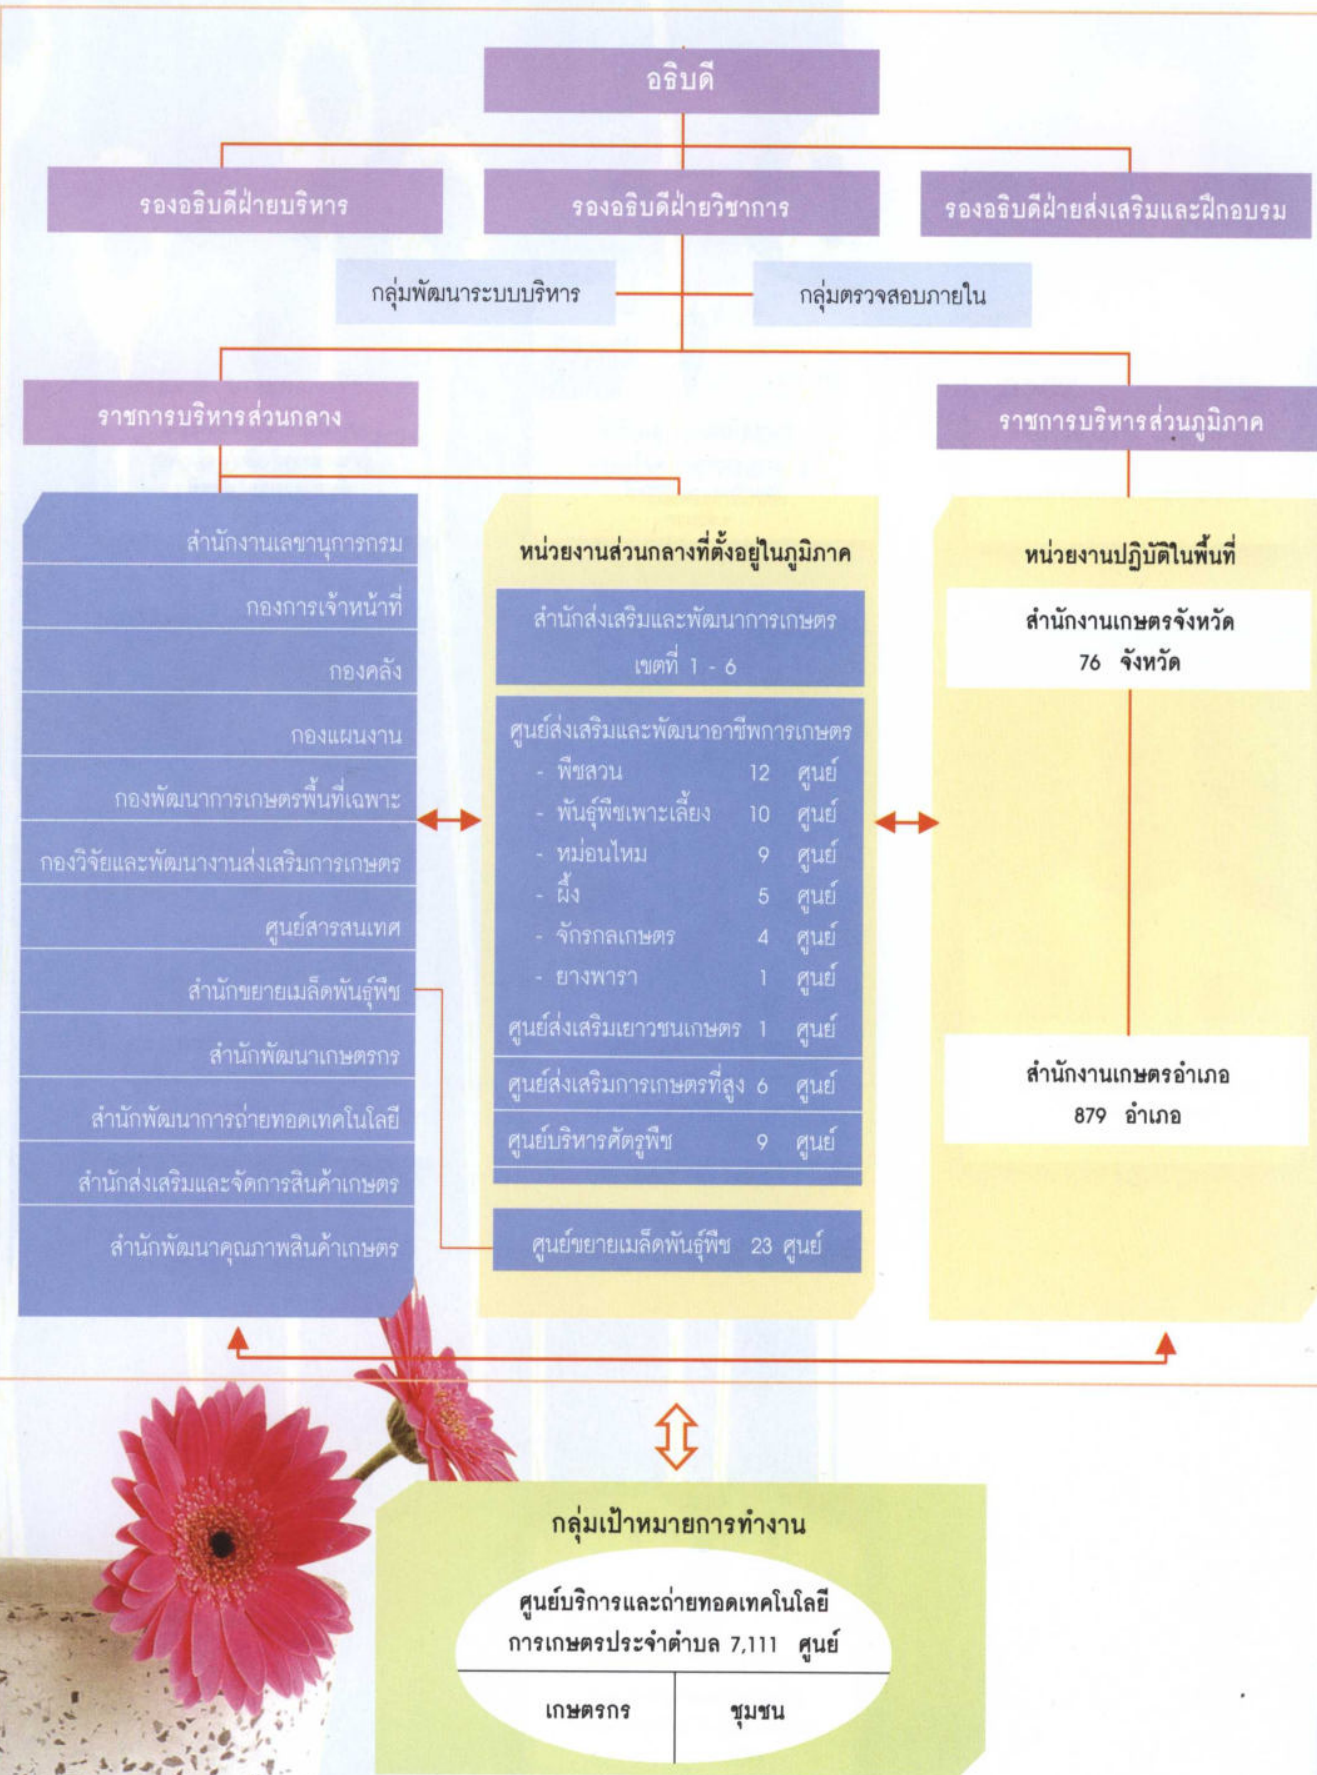 อธิบดี
รองอธิบดีฝ่ายบริหาร
รองอธิบดีฝ่ายวิชาการ
รองอธิบดีฝ่ายส่งเสริมและฝึกอบรม
กลุ่มพัฒนาระบบบริหาร
กลุ่มตรวจสอบภายใน
ราชการบริหารส่วนกลาง
ราชการบริหารส่วนภูมิภาค
สำนักงานเลขานุการกรม
กองการเจ้าหน้าที่
กองคลัง
กองแผนงาน
กองพัฒนาการเกษตรพื้นที่เฉพาะ
กองวิจัยและพัฒนางานส่งเสริมการเกษตร
ศูนย์สารสนเทศ
สำนักขยายเมล็ดพันธุ์พืช
สำนักพัฒนาเกษตรกร
สำนักพัฒนาการถ่ายทอดเทคโนโลยี
สำนักส่งเสริมและจัดการสินค้าเกษตร
สำนักพัฒนาคุณภาพสินค้าเกษตร
หน่วยงานส่วนกลางที่ตั้งอยู่ในภูมิภาค
สำนักส่งเสริมและพัฒนาการเกษตร
เขตที่ 1 - 6
ศูนย์ส่งเสริมและพัฒนาอาชีพการเกษตร
- พืชสวน 12 ศูนย์
- พันธุ์พืชเพาะเลี้ยง 10 ศูนย์
- หม่อนไหม 9 ศูนย์
- ผึ้ง 5 ศูนย์
- จักรกลเกษตร 4 ศูนย์
- ยางพารา 1 ศูนย์
ศูนย์ส่งเสริมเยาวชนเกษตร 1 ศูนย์
ศูนย์ส่งเสริมการเกษตรที่สูง 6 ศูนย์
ศูนย์บริหารศัตรูพืช 9 ศูนย์
ศูนย์ขยายเมล็ดพันธุ์พืช 23 ศูนย์
หน่วยงานปฏิบัติในพื้นที่
สำนักงานเกษตรจังหวัด
76 จังหวัด
สำนักงานเกษตรอำเภอ
879 อำเภอ
กลุ่มเป้าหมายการทำงาน
ศูนย์บริการและถ่ายทอดเทคโนโลยี
การเกษตรประจำตำบล 7,111 ศูนย์
เกษตรกร
ชุมชน